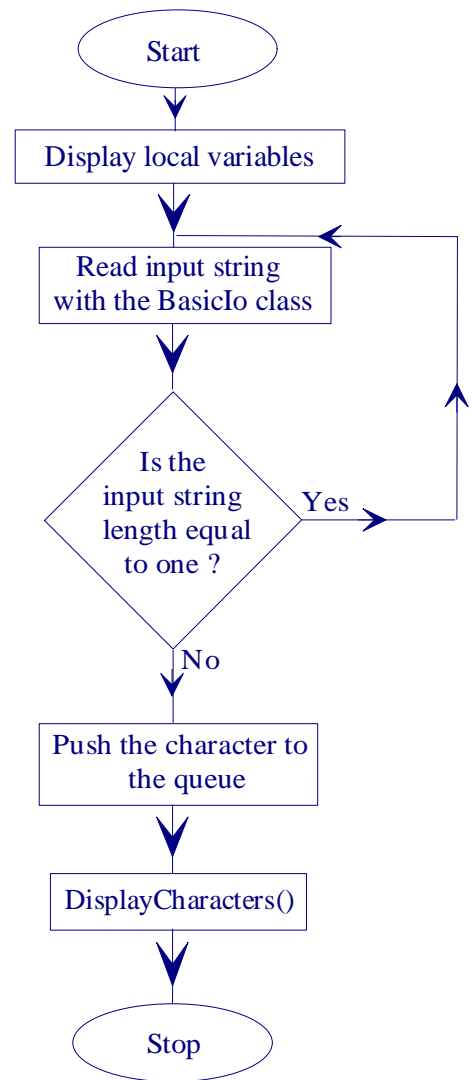 Start
Display local variables
Read input string
with the BasicIo class
Is the
input string
length equal
to one ?
Yes
No
Push the character to
the queue
DisplayCharacters()
Stop